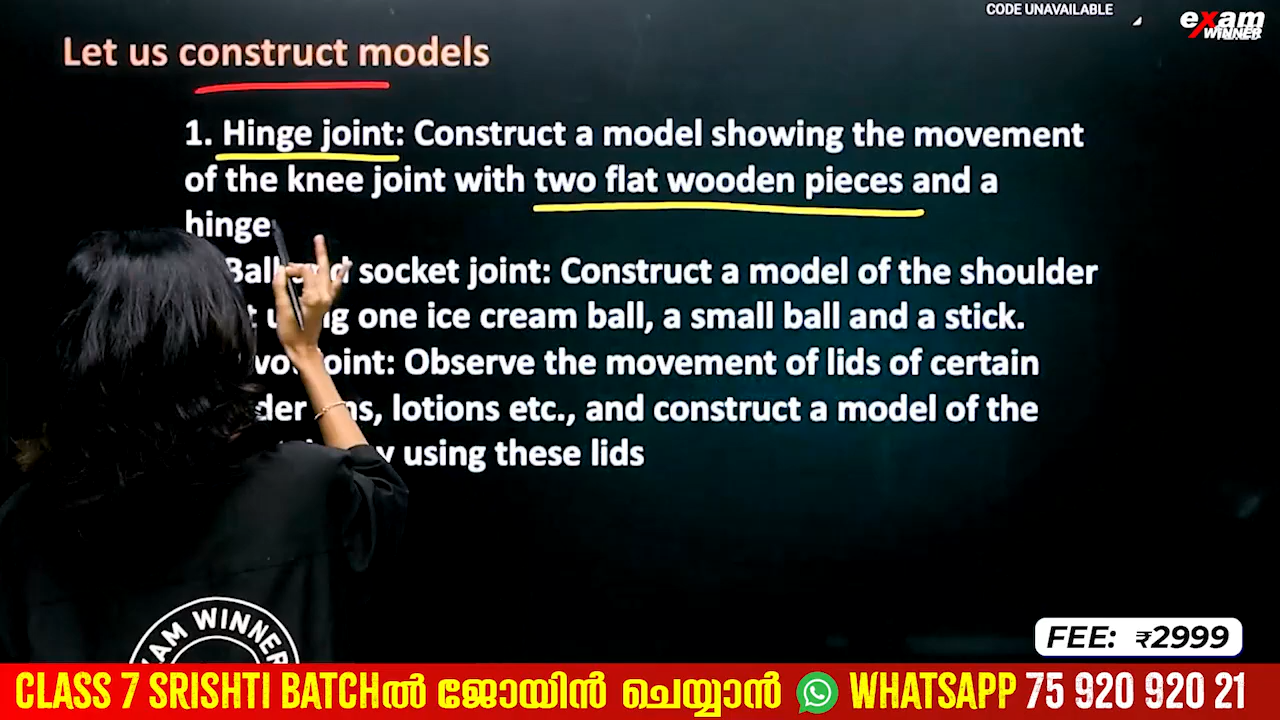 CODE UNAVAILABLE
exam
WINNER
Let us construct models
1. Hinge joint: Construct a model showing the movement
of the knee joint with two flat wooden pieces and a
hinge
Ball and socket joint: Construct a model of the shoulder
one ice cream ball, a small ball and a stick.
joint: Observe the movement of lids of certain
lotions etc., and construct a model of the
using these lids
WINNER
FEE: ₹2999
CLASS 7 SRISHTI BATCHൽ ജോയിൻ ചെയ്യാൻ WHATSAPP 75 920 920 21